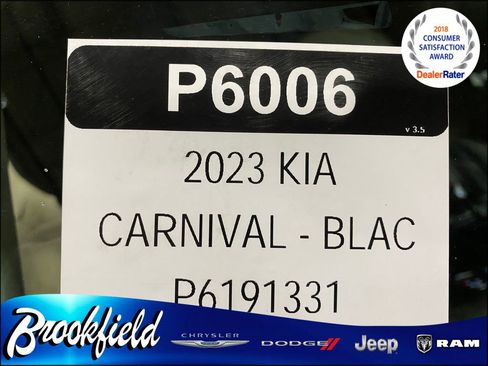 2018
CONSUMER
SATISFACTION
AWARD
DealerRater
P6006
v 3.5
2023 KIA
CARNIVAL - BLAC
P6191331
Brookfield
CHRYSLER
DODGE
Jeep
RAM